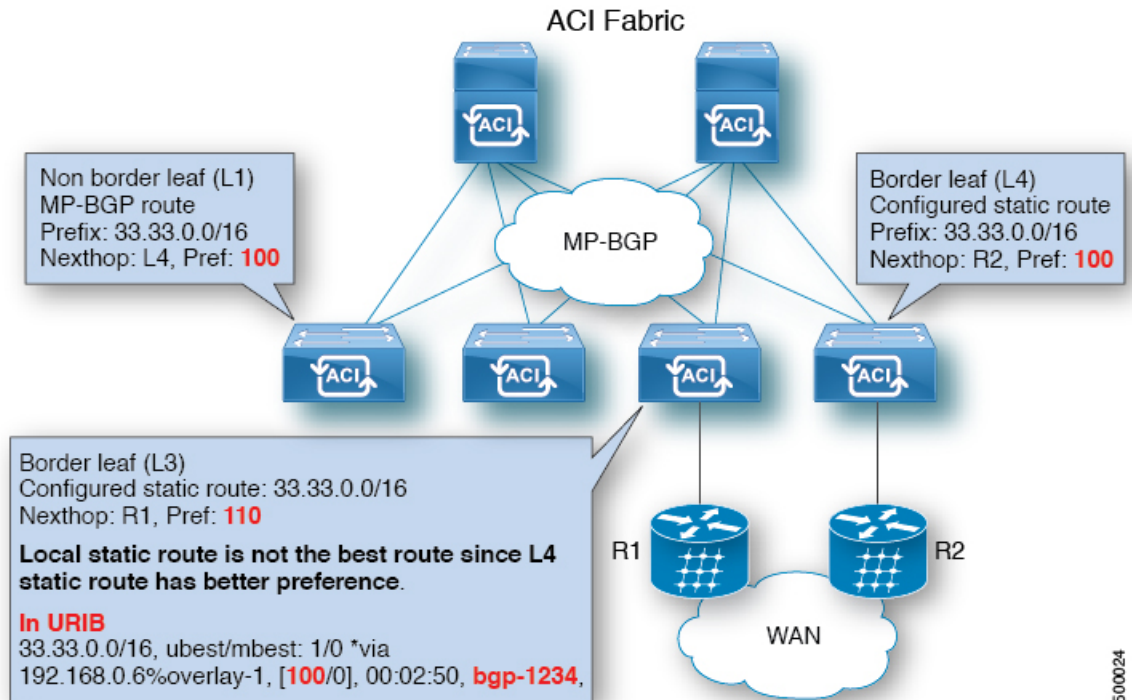 ACI Fabric
ACI
ACI
Non border leaf (L1)
MP-BGP route
Prefix: 33.33.0.0/16
Nexthop: L4, Pref: 100
MP-BGP
Border leaf (L4)
Configured static route
Prefix: 33.33.0.0/16
Nexthop: R2, Pref: 100
ACI
ACI
ACI
ACI
Border leaf (L3)
Configured static route: 33.33.0.0/16
Nexthop: R1, Pref: 110
Local static route is not the best route since L4
static route has better preference.
In URIB
33.33.0.0/16, ubest/mbest: 1/0 *via
192.168.0.6%overlay-1, [100/0], 00:02:50, bgp-1234,
R1
R2
WAN
500024